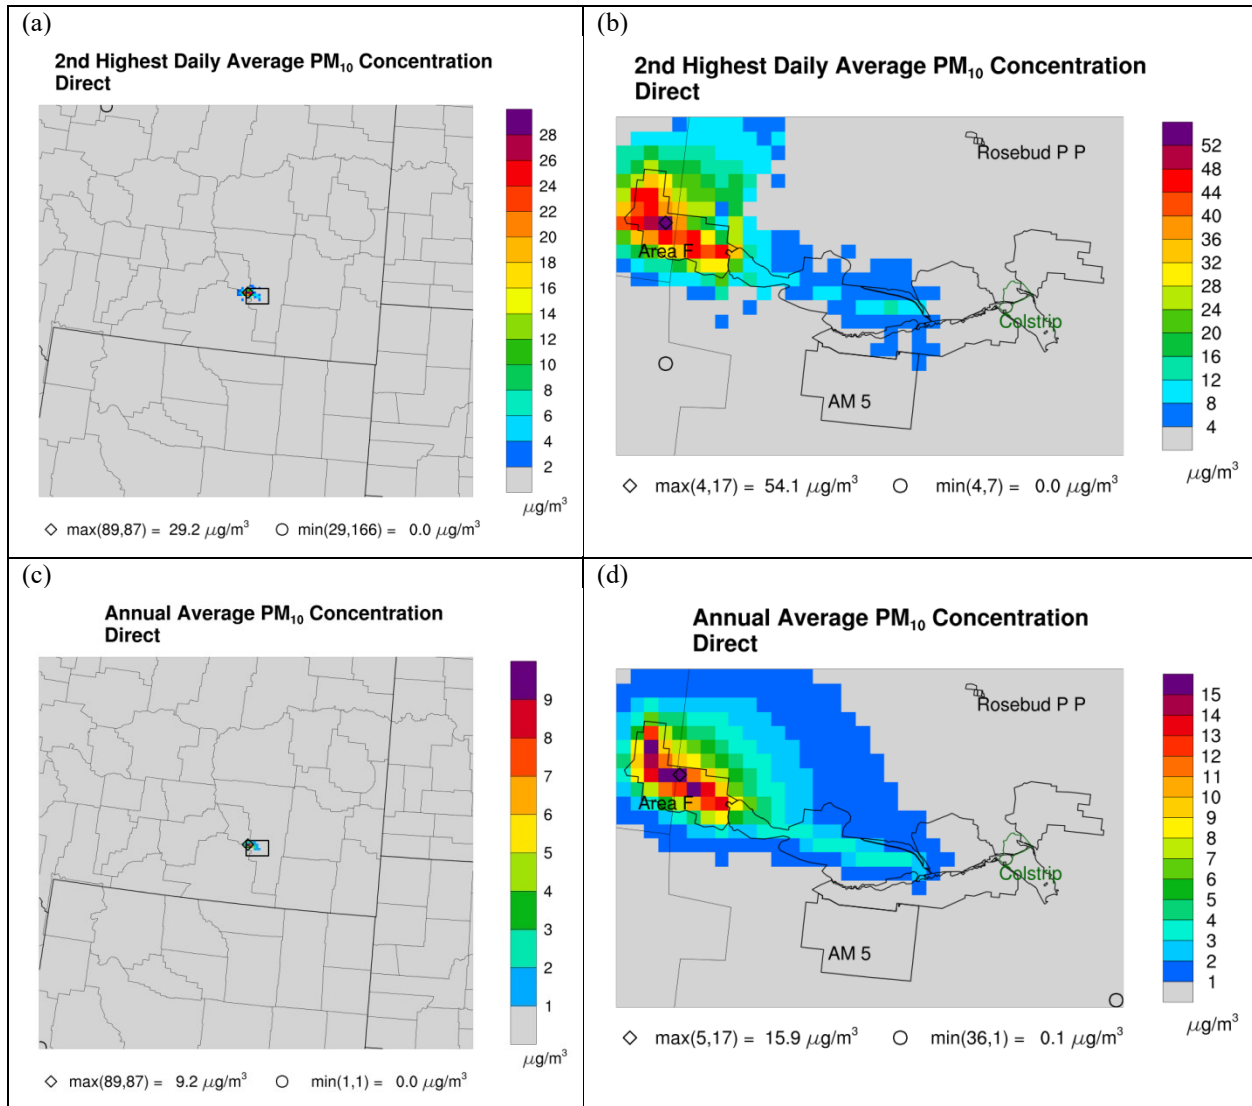 (a)
2nd Highest Daily Average PM₁₀ Concentration
Direct
28
26
24
22
20
18
16
14
12
10
8
6
4
2
μg/m³
max(89,87) = 29.2 μg/m³ min(29,166) = 0.0 μg/m³
(b)
2nd Highest Daily Average PM₁₀ Concentration
Direct
Rosebud P P
Area F
Colstrip
AM 5
52
48
44
40
36
32
28
24
20
16
12
8
4
μg/m³
max(4,17) = 54.1 μg/m³ min(4,7) = 0.0 μg/m³
(c)
Annual Average PM₁₀ Concentration
Direct
9
8
7
6
5
4
3
2
1
μg/m³
max(89,87) = 9.2 μg/m³ min(1,1) = 0.0 μg/m³
(d)
Annual Average PM₁₀ Concentration
Direct
Rosebud P P
Area F
Colstrip
AM 5
15
14
13
12
11
10
9
8
7
6
5
4
3
2
1
μg/m³
max(5,17) = 15.9 μg/m³ min(36,1) = 0.1 μg/m³